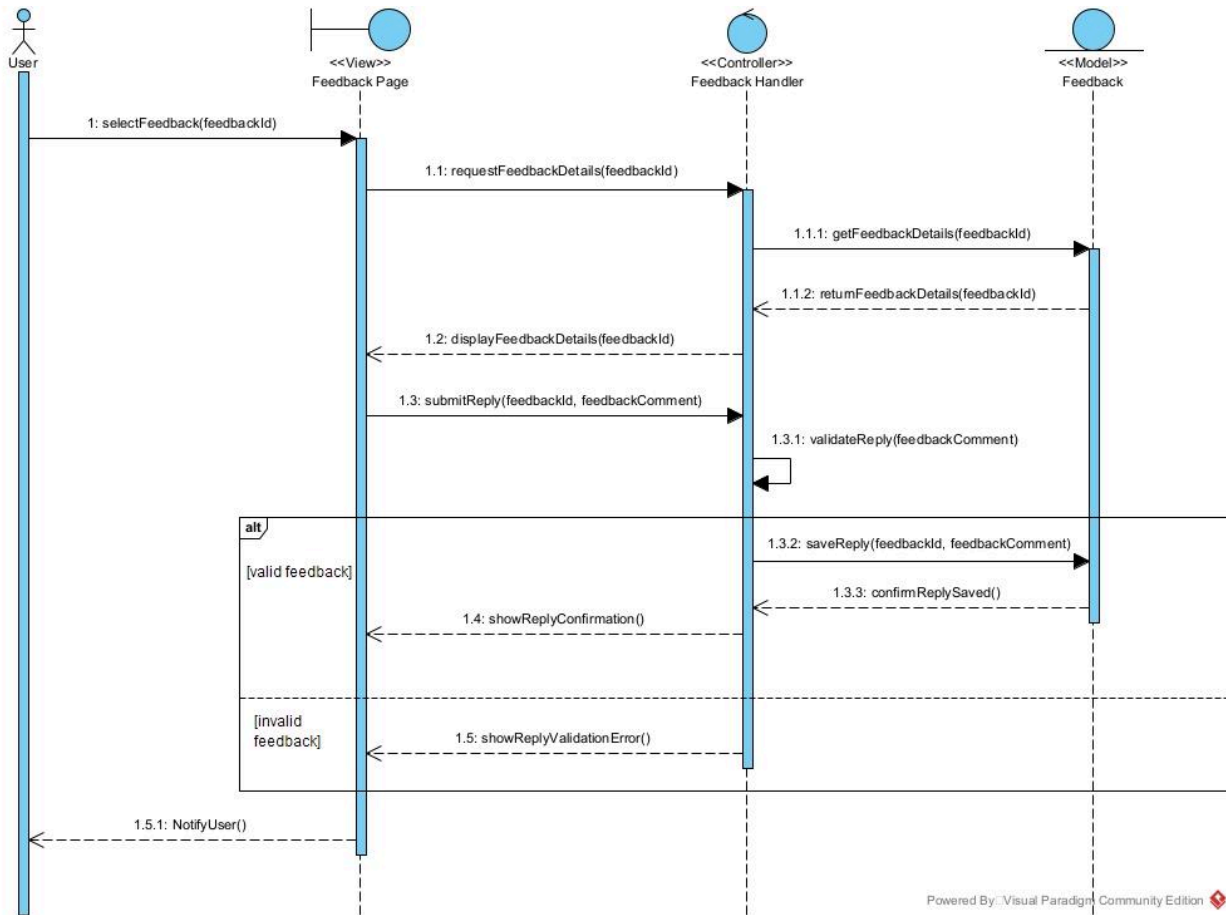 User
<<View>>
Feedback Page
<<Controller>>
Feedback Handler
<<Model>>
Feedback
1: selectFeedback(feedbackId)
1.1: requestFeedbackDetails(feedbackId)
1.1.1: getFeedbackDetails(feedbackId)
1.1.2: returnFeedbackDetails(feedbackId)
1.2: displayFeedbackDetails(feedbackId)
1.3: submitReply(feedbackId, feedbackComment)
1.3.1: validateReply(feedbackComment)
alt
1.3.2: saveReply(feedbackId, feedbackComment)
[valid feedback]
1.3.3: confirmReplySaved()
1.4: showReplyConfirmation()
[invalid
feedback]
1.5: showReplyValidationError()
1.5.1: NotifyUser()
Powered By Visual Paradigm Community Edition